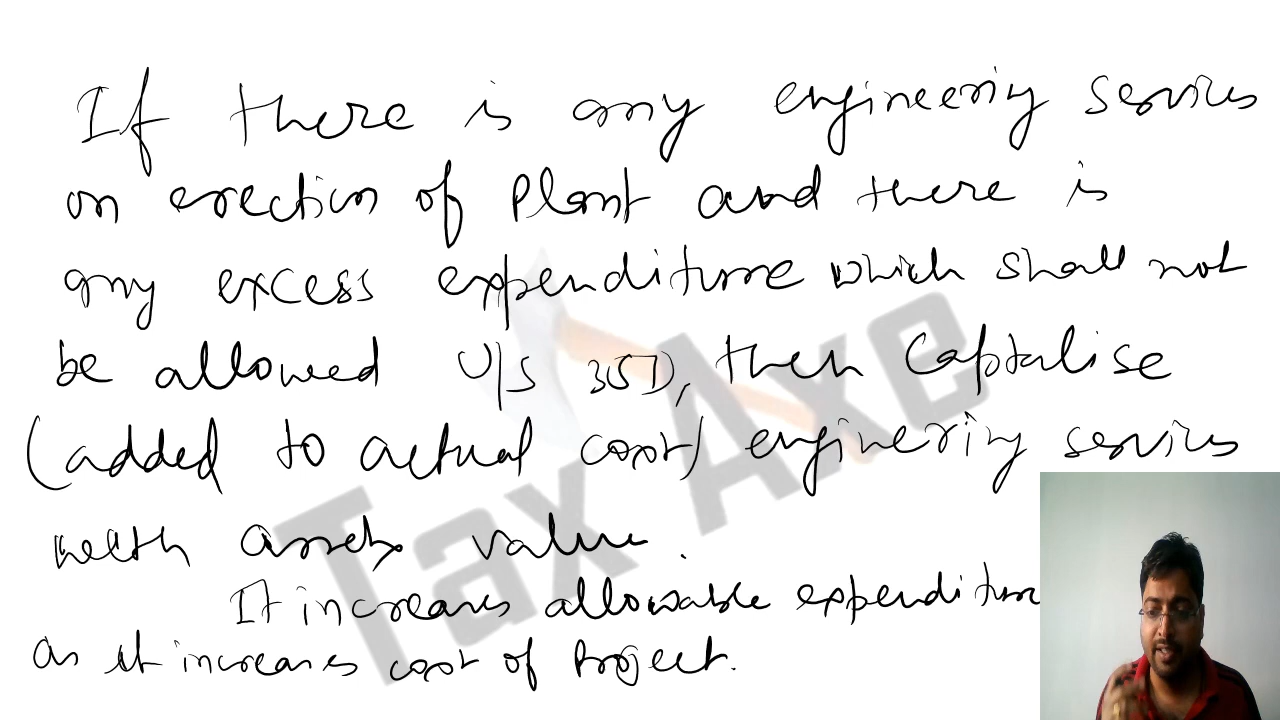 If there is any engineering services
on erection of Plant and there is
any excess expenditure which shall not
be allowed U/S 35D, then Capitalise
(added to actual cost) engineering services
with assets value.
It increases allowable expenditure
as it increases cost of Project.
Tax Axe